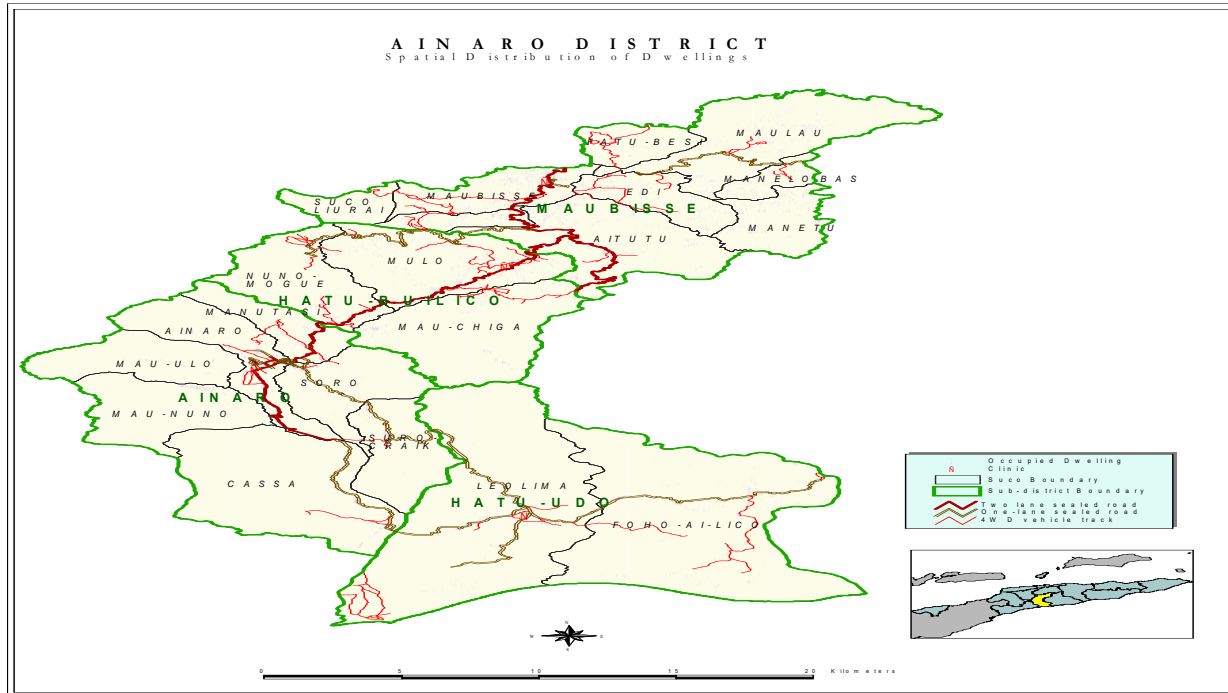 AINARO DISTRICT
Spatial Distribution of Dwellings
MAULAU
HATU-BESI
MANELOBAS
EDI
MAUBISSE
SUCO
LIURAI
MAUBISSE
MANETU
AITUTU
MULO
NUNO-
MOGUE
HATU-BUILICO
MANUTASI
MAU-CHIGA
AINARO
MAU-ULO
SORO
AINARO
MAU-NUNO
SURO-
CRAIK
CASSA
LEOLIMA
HATU-UDO
FOHO-AI-LICO
Occupied Dwelling
Ñ Clinic
Suco Boundary
Sub-district Boundary
Two lane sealed road
One-lane sealed road
4WD vehicle track
N
W
S
0 5 10 15 20 Kilometers